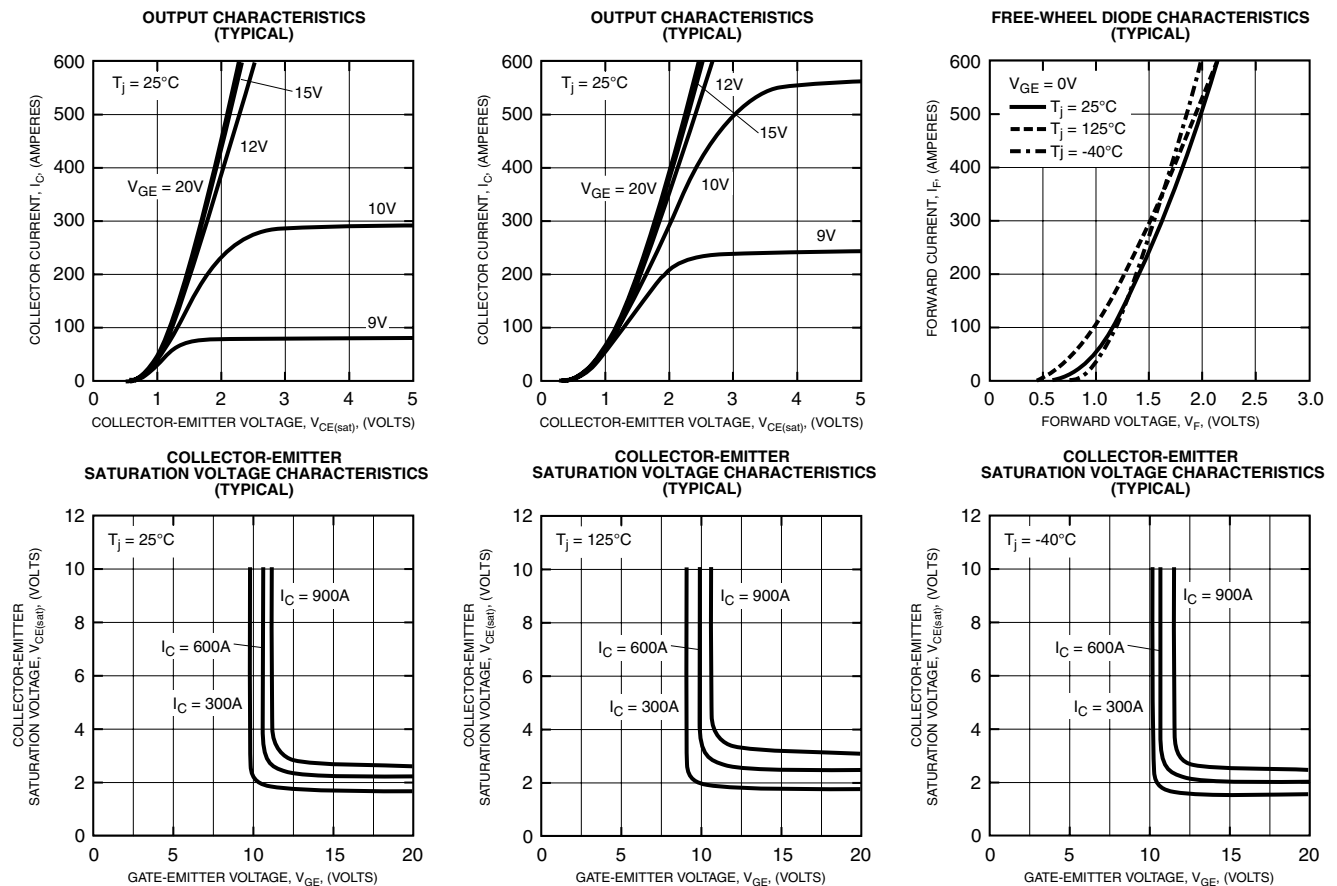 OUTPUT CHARACTERISTICS
(TYPICAL)
COLLECTOR CURRENT, IC, (AMPERES)
600
500
400
300
200
100
0
Tj = 25°C
15V
12V
VGE = 20V
10V
9V
0 1 2 3 4 5
COLLECTOR-EMITTER VOLTAGE, VCE(sat), (VOLTS)
OUTPUT CHARACTERISTICS
(TYPICAL)
COLLECTOR CURRENT, IC, (AMPERES)
600
500
400
300
200
100
0
Tj = 25°C
12V
15V
VGE = 20V
10V
9V
0 1 2 3 4 5
COLLECTOR-EMITTER VOLTAGE, VCE(sat), (VOLTS)
FREE-WHEEL DIODE CHARACTERISTICS
(TYPICAL)
FORWARD CURRENT, IF, (AMPERES)
600
500
400
300
200
100
0
VGE = 0V
Tj = 25°C
Tj = 125°C
Tj = -40°C
0 0.5 1.0 1.5 2.0 2.5 3.0
FORWARD VOLTAGE, VF, (VOLTS)
COLLECTOR-EMITTER
SATURATION VOLTAGE CHARACTERISTICS
(TYPICAL)
COLLECTOR-EMITTER
SATURATION VOLTAGE, VCE(sat), (VOLTS)
12
10
8
6
4
2
0
Tj = 25°C
IC = 900A
IC = 600A
IC = 300A
0 5 10 15 20
GATE-EMITTER VOLTAGE, VGE, (VOLTS)
COLLECTOR-EMITTER
SATURATION VOLTAGE CHARACTERISTICS
(TYPICAL)
COLLECTOR-EMITTER
SATURATION VOLTAGE, VCE(sat), (VOLTS)
12
10
8
6
4
2
0
Tj = 125°C
IC = 900A
IC = 600A
IC = 300A
0 5 10 15 20
GATE-EMITTER VOLTAGE, VGE, (VOLTS)
COLLECTOR-EMITTER
SATURATION VOLTAGE CHARACTERISTICS
(TYPICAL)
COLLECTOR-EMITTER
SATURATION VOLTAGE, VCE(sat), (VOLTS)
12
10
8
6
4
2
0
Tj = -40°C
IC = 900A
IC = 600A
IC = 300A
0 5 10 15 20
GATE-EMITTER VOLTAGE, VGE, (VOLTS)